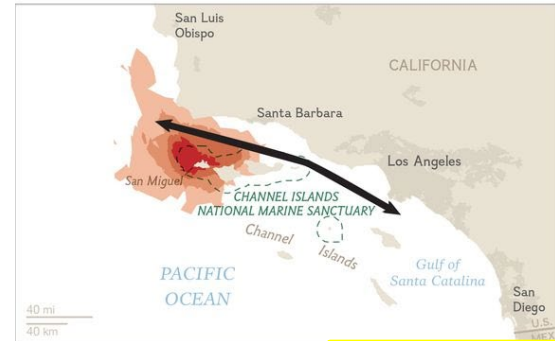 San Luis
Obispo
CALIFORNIA
Santa Barbara
Los Angeles
San Miguel
CHANNEL ISLANDS
NATIONAL MARINE SANCTUARY
Channel
Islands
PACIFIC
OCEAN
Gulf of
Santa Catalina
San
Diego
40 mi
40 km
U.S.
MEX.